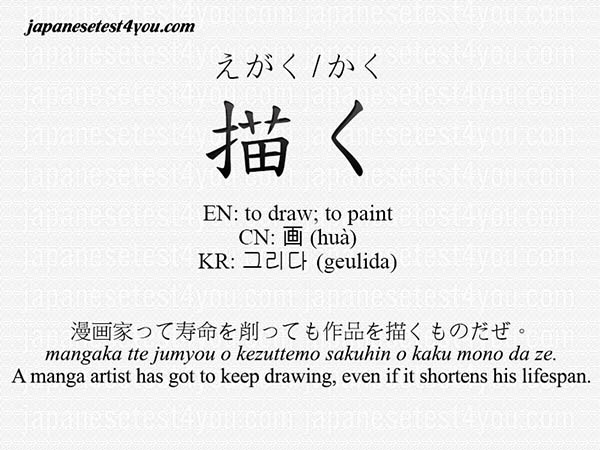 japanesetest4you.com
えがく/かく
描く
EN: to draw; to paint
CN: 画 (huà)
KR: 그리다 (geulida)
漫画家って寿命を削っても作品を描くものだぜ。
mangaka tte jumyou o kezuttemo sakuhin o kaku mono da ze.
A manga artist has got to keep drawing, even if it shortens his lifespan.